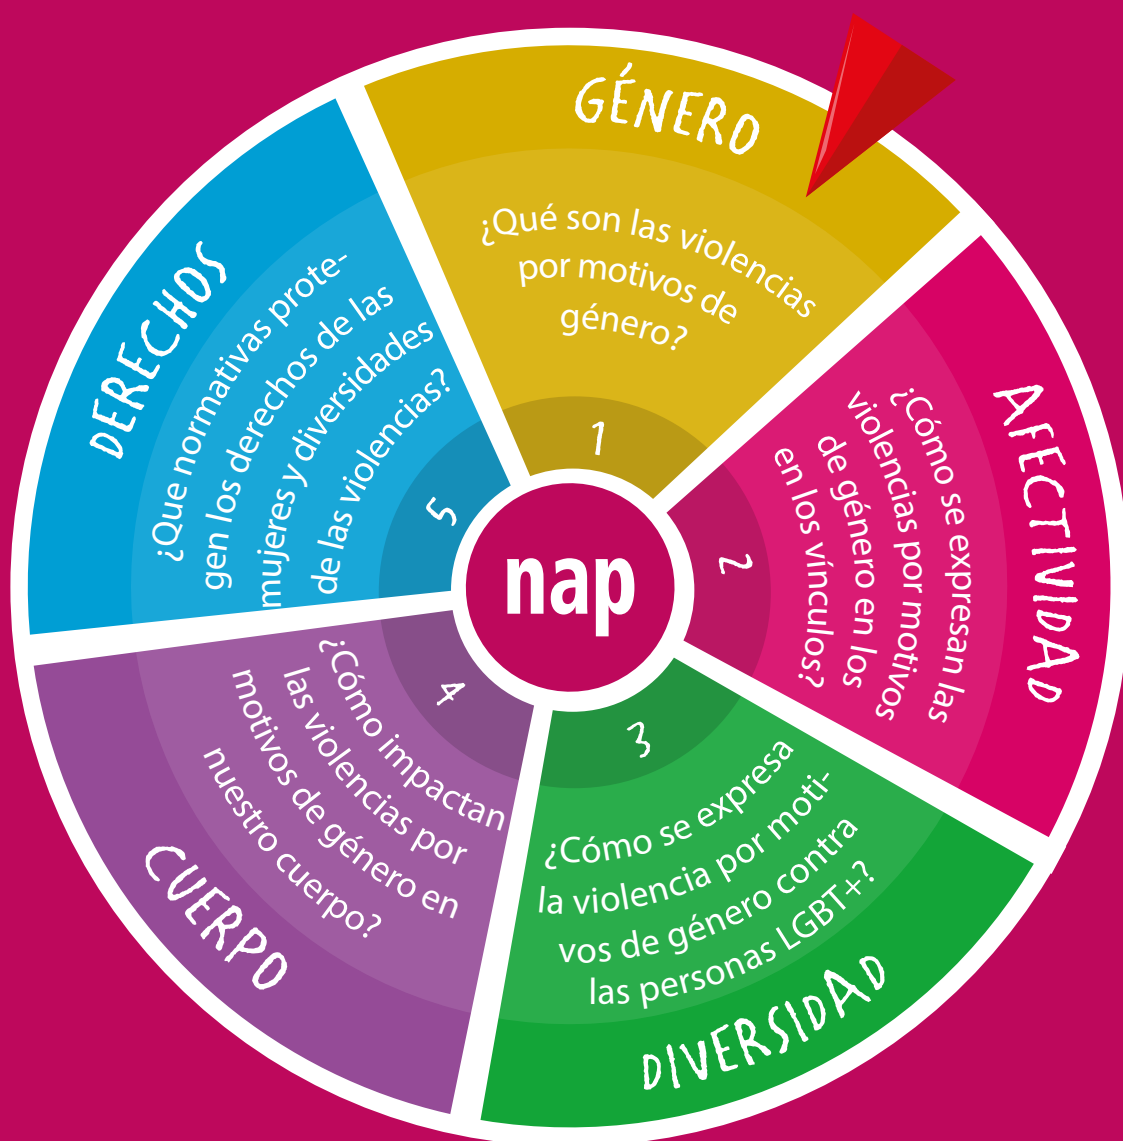 GÉNERO
¿Qué son las violencias
por motivos de
género?
1
AFECTIVIDAD
¿Cómo se expresan las
violencias por motivos
de género en los
en los vínculos?
2
3
¿Cómo se expresa
la violencia por moti-
vos de género contra
las personas LGBT+?
DIVERSIDAD
4
¿Cómo impactan
las violencias por
motivos de género en
nuestro cuerpo?
CUERPO
DERECHOS
¿Que normativas prote-
gen los derechos de las
mujeres y diversidades
de las violencias?
5
nap